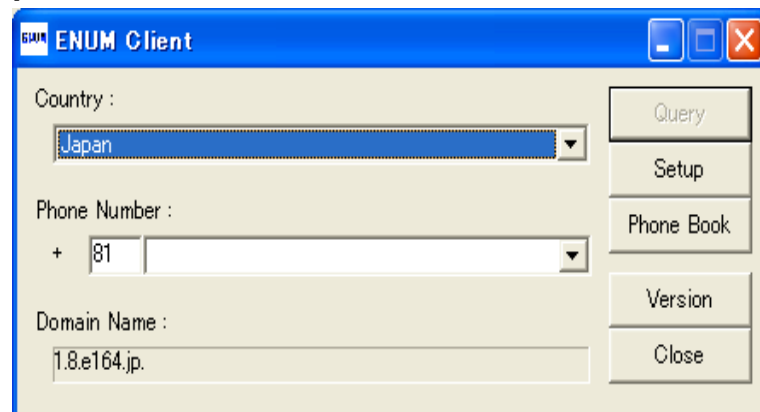 ENUM ENUM Client
Country :
Japan
Query
Setup
Phone Number :
Phone Book
+ 81
Version
Domain Name :
1.8.e164.jp.
Close